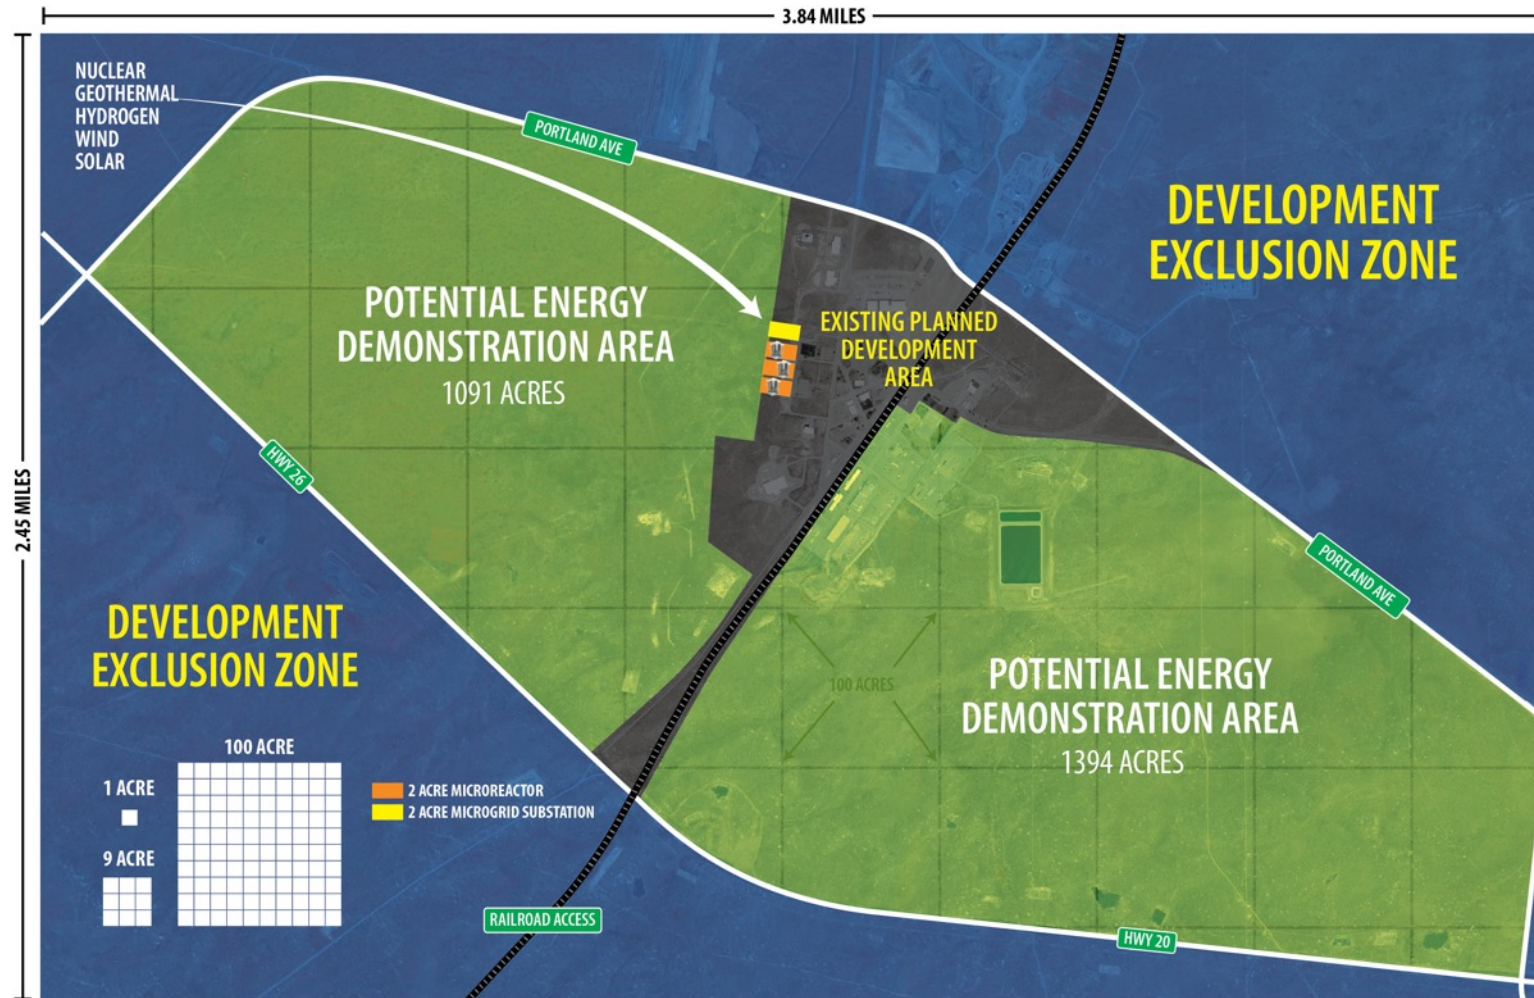 3.84 MILES
2.45 MILES
NUCLEAR
GEOTHERMAL
HYDROGEN
WIND
SOLAR
PORTLAND AVE
DEVELOPMENT
EXCLUSION ZONE
POTENTIAL ENERGY
DEMONSTRATION AREA
1091 ACRES
EXISTING PLANNED
DEVELOPMENT
AREA
HWY 26
PORTLAND AVE
DEVELOPMENT
EXCLUSION ZONE
100 ACRES
POTENTIAL ENERGY
DEMONSTRATION AREA
1394 ACRES
100 ACRE
1 ACRE
9 ACRE
2 ACRE MICROREACTOR
2 ACRE MICROGRID SUBSTATION
RAILROAD ACCESS
HWY 20